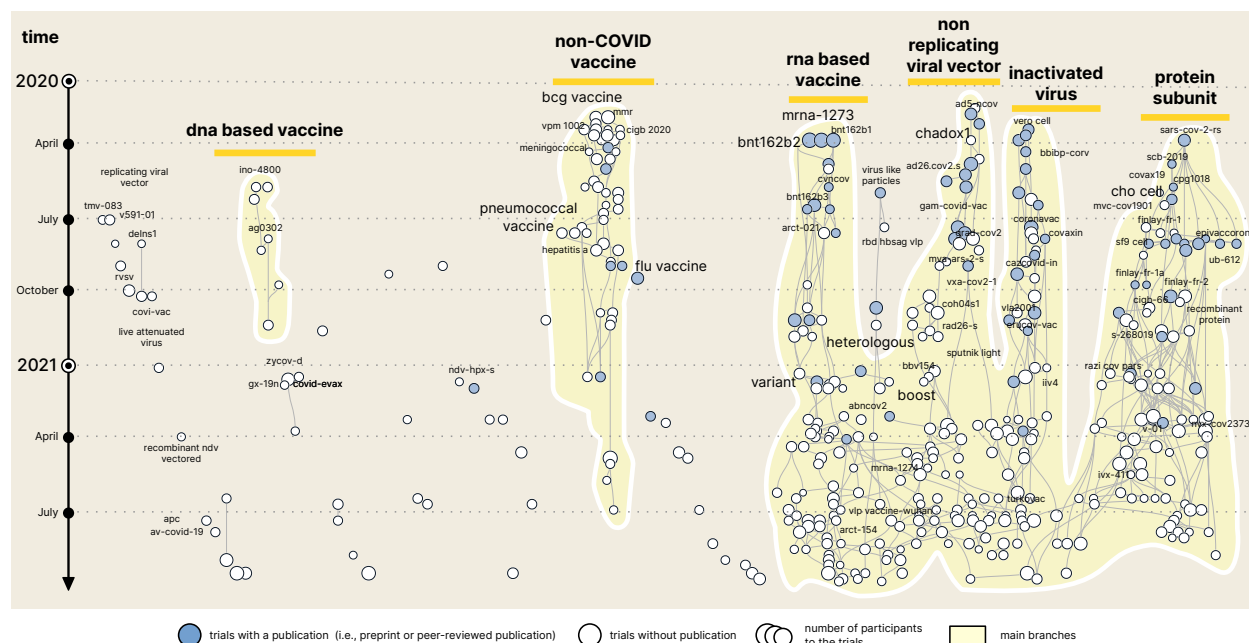 time
2020
April
July
October
2021
April
July
non-COVID
vaccine
rna based
vaccine
non
replicating
viral vector
inactivated
virus
protein
subunit
dna based vaccine
bcg vaccine
mmr
vpm 1002
cigb 2020
meningococcal
pneumococcal
vaccine
hepatitis a
flu vaccine
replicating viral
vector
tmv-083
v591-01
delns1
rvsv
covi-vac
live attenuated
virus
ino-4800
ag0302
zycov-d
gx-19n
covid-evax
recombinant ndv
vectored
apc
av-covid-19
ndv-hpx-s
mrna-1273
bnt162b1
bnt162b2
cvncov
bnt162b3
arct-021
virus like
particles
rbd hbsag vlp
heterologous
variant
abncov2
mrna-1274
vlp vaccine-wuhan
arct-154
ad5-ncov
chadox1
ad26.cov2.s
gam-covid-vac
grad-cov2
mva-ars-2-s
vxa-cov2-1
coh04s1
rad26-s
sputnik light
bbv154
boost
vero cell
bbibp-corv
coronavac
covaxin
cazcovid-in
vla2001
erucov-vac
iiv4
turkovac
sars-cov-2-rs
scb-2019
covax19
cpg1018
cho cell
mvc-cov1901
finlay-fr-1
sf9 cell
epivaccorona
ub-612
finlay-fr-1a
finlay-fr-2
cigb-66
recombinant
protein
s-268019
razi cov pars
v-01
nvx-cov2373
ivx-411
trials with a publication (i.e., preprint or peer-reviewed publication)
trials without publication
number of participants
to the trials
main branches